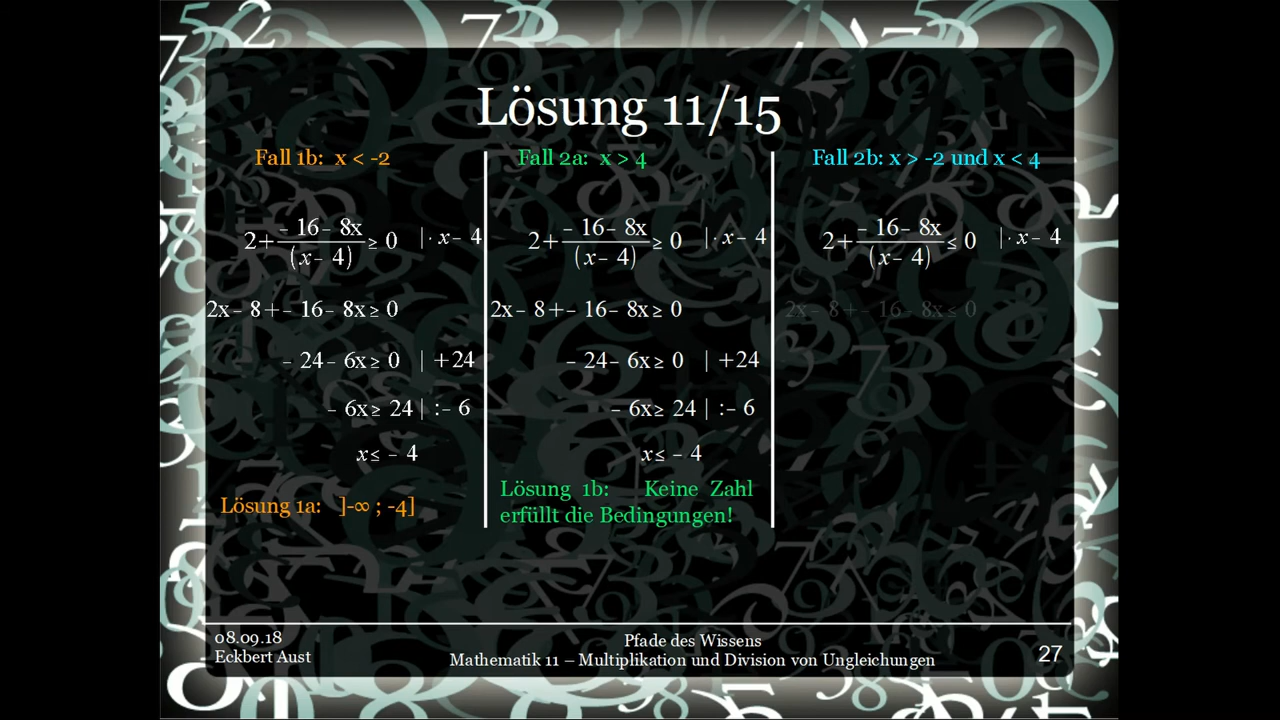 Lösung 11/15
Fall 1b: x < -2
2+ (– 16– 8x)/(x– 4) ≥ 0 |· x– 4
2x– 8+– 16– 8x≥ 0
– 24– 6x≥ 0 | +24
– 6x≥ 24 | :– 6
x≤ – 4
Lösung 1a: ]-∞ ; -4]
Fall 2a: x > 4
2+ (– 16– 8x)/(x– 4) ≥ 0 |· x– 4
2x– 8+– 16– 8x≥ 0
– 24– 6x≥ 0 | +24
– 6x≥ 24 | :– 6
x≤ – 4
Lösung 1b: Keine Zahl
erfüllt die Bedingungen!
Fall 2b: x > -2 und x < 4
2+ (– 16– 8x)/(x– 4) ≤ 0 |· x– 4
2x– 8+– 16– 8x≤ 0
08.09.18
Eckbert Aust
Pfade des Wissens
Mathematik 11 – Multiplikation und Division von Ungleichungen
27